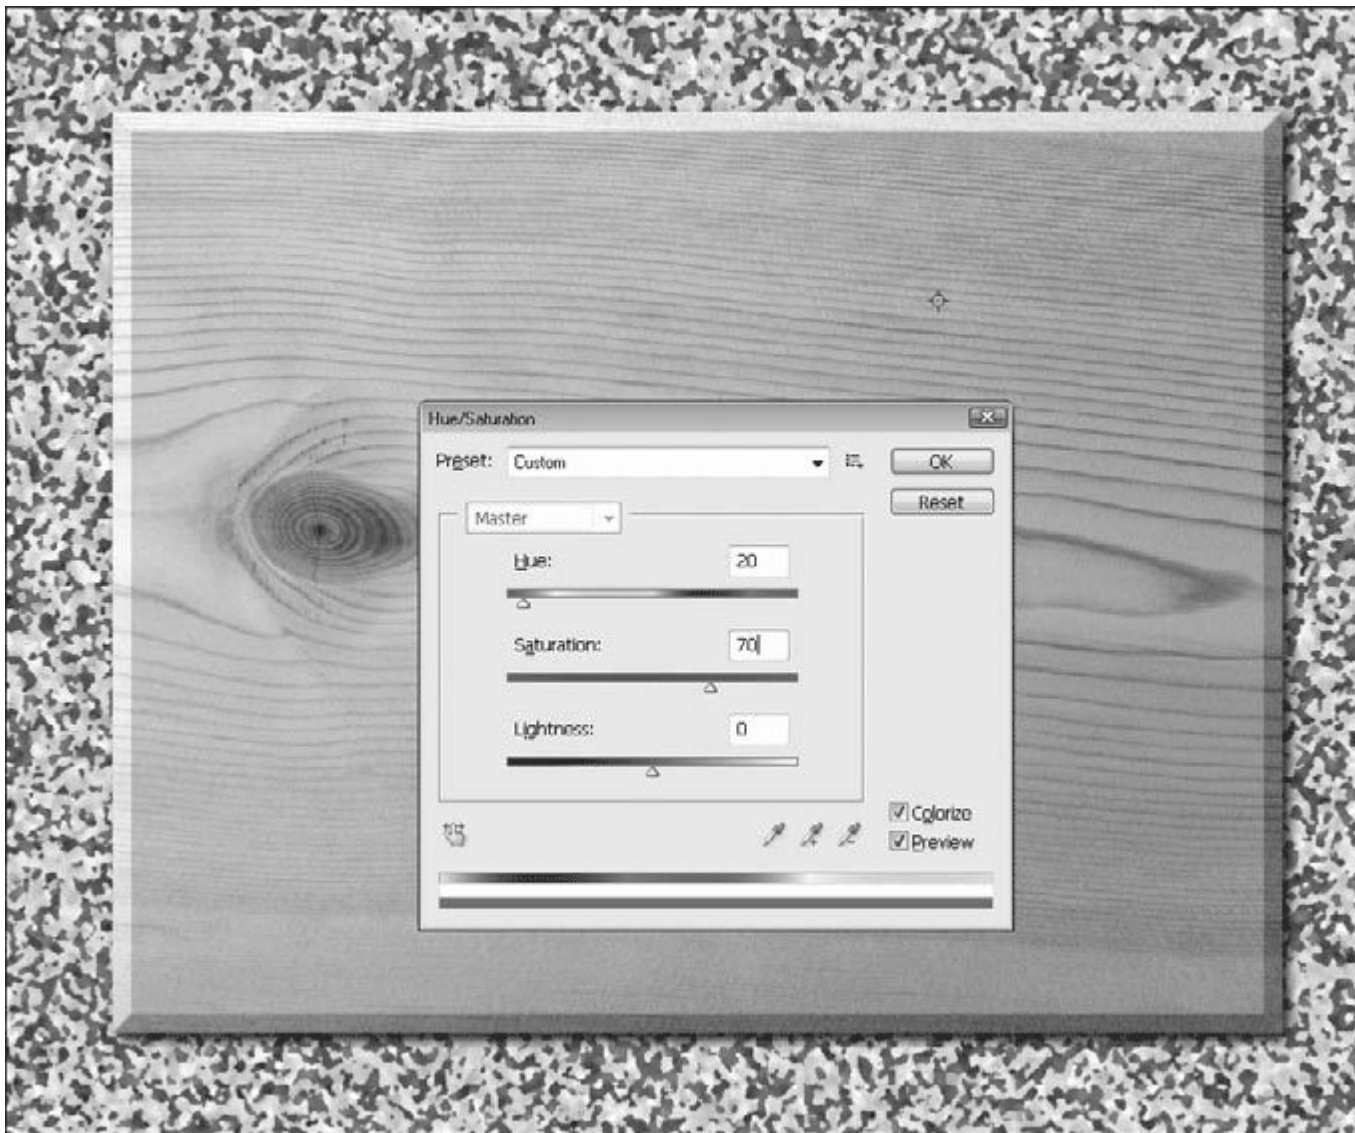 Hue/Saturation
Preset: Custom
OK
Reset
Master
Hue: 20
Saturation: 70
Lightness: 0
Colorize
Preview